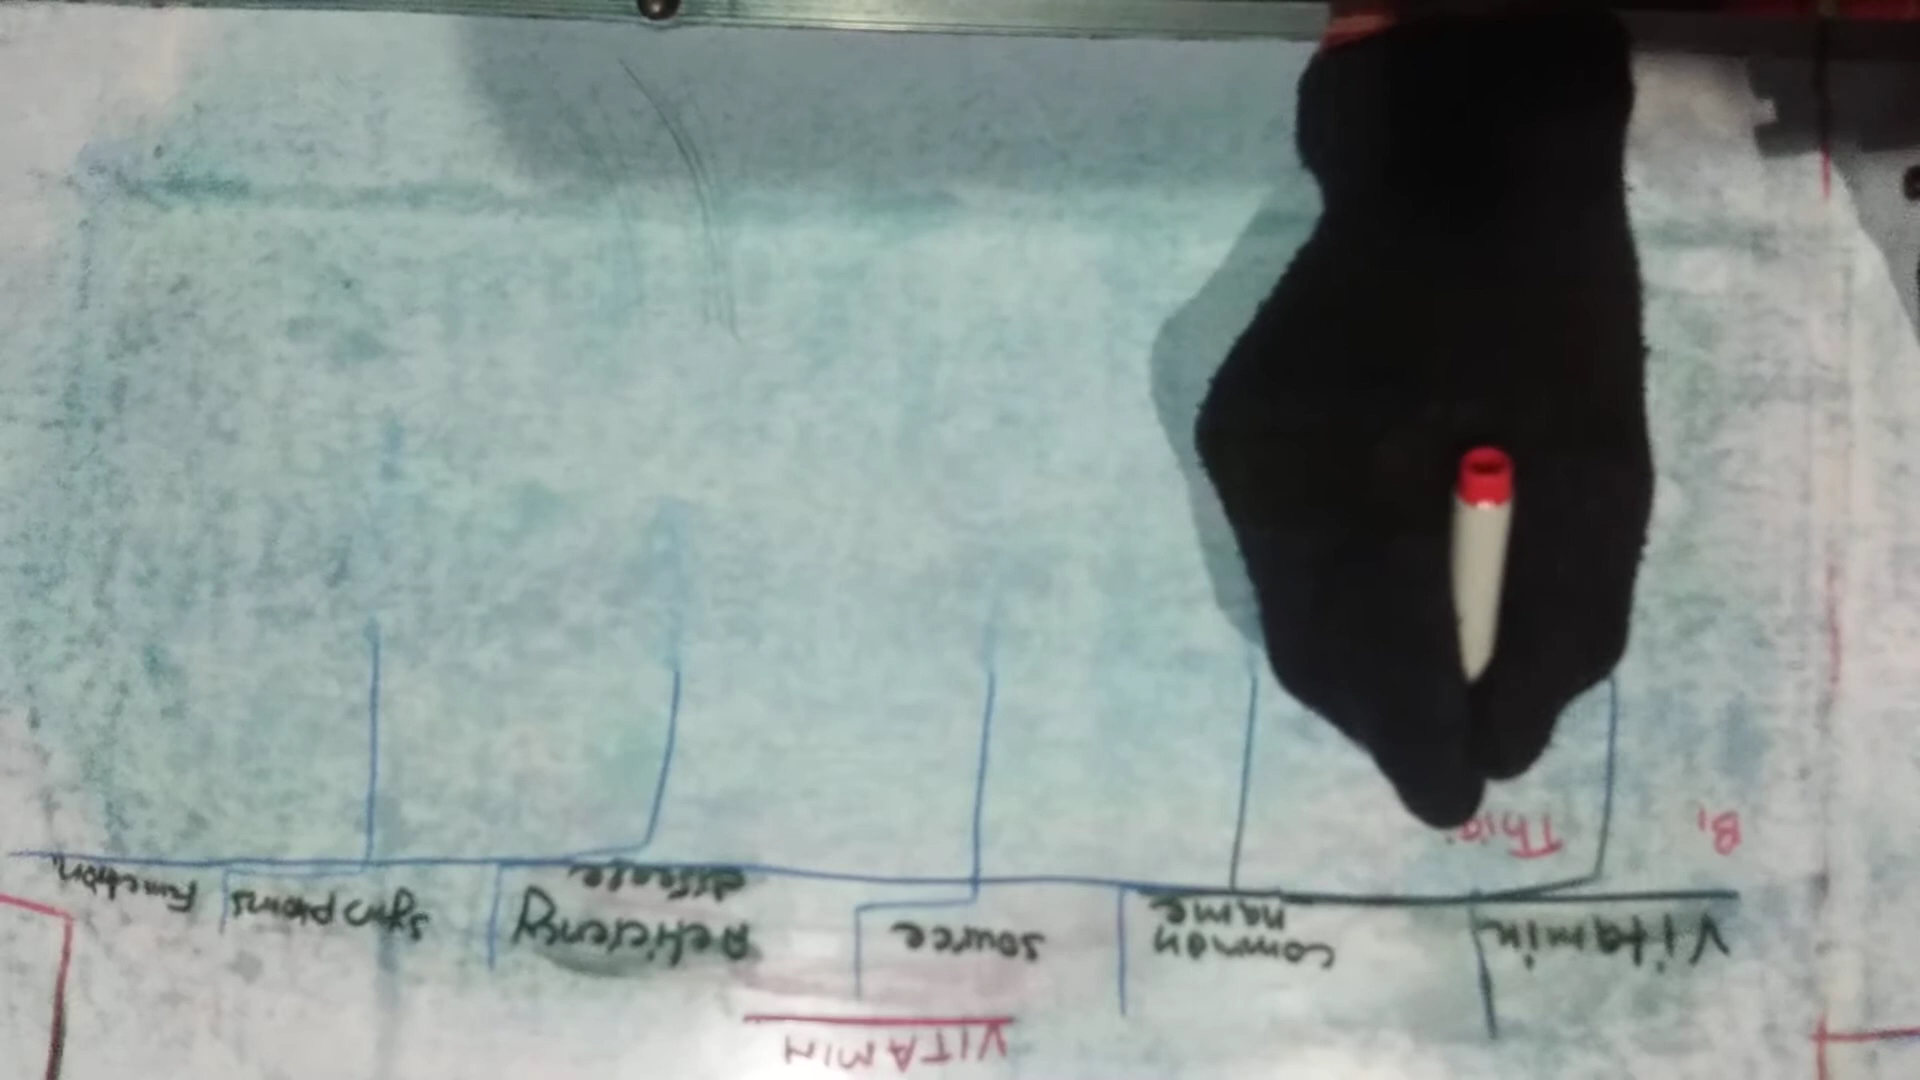 VITAMIN
Vitamin common name source deficiency disease symptoms Function
B1 Thia